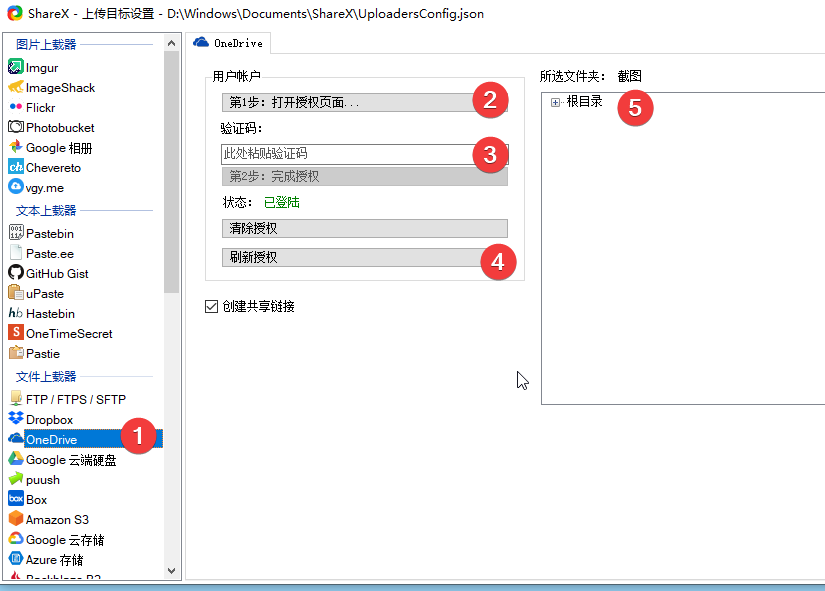 ShareX - 上传目标设置 - D:\Windows\Documents\ShareX\UploadersConfig.json
图片上载器
Imgur
ImageShack
Flickr
Photobucket
Google 相册
Chevereto
vgy.me
文本上载器
Pastebin
Paste.ee
GitHub Gist
uPaste
Hastebin
OneTimeSecret
Pastie
文件上载器
FTP / FTPS / SFTP
Dropbox
OneDrive
1
Google 云端硬盘
puush
Box
Amazon S3
Google 云存储
Azure 存储
Backblaze B2
OneDrive
用户帐户
第1步: 打开授权页面...
2
验证码:
此处粘贴验证码
3
第2步: 完成授权
状态: 已登陆
清除授权
刷新授权
4
创建共享链接
所选文件夹: 截图
根目录
5